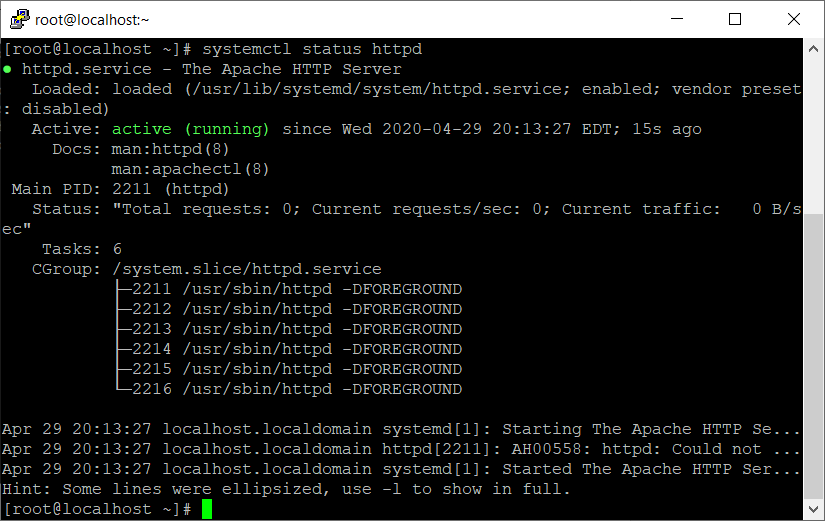 root@localhost:~
[root@localhost ~]# systemctl status httpd
● httpd.service - The Apache HTTP Server
   Loaded: loaded (/usr/lib/systemd/system/httpd.service; enabled; vendor preset
: disabled)
   Active: active (running) since Wed 2020-04-29 20:13:27 EDT; 15s ago
     Docs: man:httpd(8)
           man:apachectl(8)
 Main PID: 2211 (httpd)
   Status: "Total requests: 0; Current requests/sec: 0; Current traffic:   0 B/s
ec"
    Tasks: 6
   CGroup: /system.slice/httpd.service
           ├─2211 /usr/sbin/httpd -DFOREGROUND
           ├─2212 /usr/sbin/httpd -DFOREGROUND
           ├─2213 /usr/sbin/httpd -DFOREGROUND
           ├─2214 /usr/sbin/httpd -DFOREGROUND
           ├─2215 /usr/sbin/httpd -DFOREGROUND
           └─2216 /usr/sbin/httpd -DFOREGROUND

Apr 29 20:13:27 localhost.localdomain systemd[1]: Starting The Apache HTTP Se...
Apr 29 20:13:27 localhost.localdomain httpd[2211]: AH00558: httpd: Could not ...
Apr 29 20:13:27 localhost.localdomain systemd[1]: Started The Apache HTTP Ser...
Hint: Some lines were ellipsized, use -l to show in full.
[root@localhost ~]#